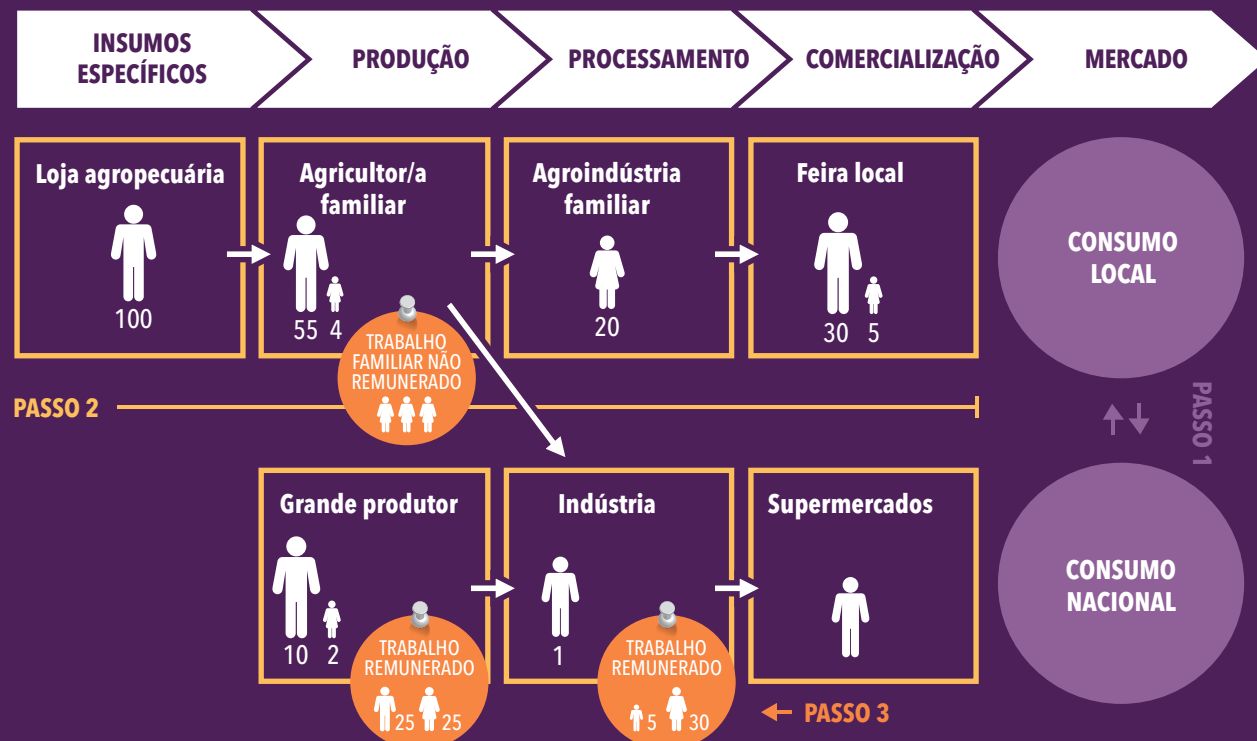 INSUMOS
ESPECÍFICOS
PRODUÇÃO
PROCESSAMENTO
COMERCIALIZAÇÃO
MERCADO
Loja agropecuária
100
Agricultor/a
familiar
55 4
TRABALHO
FAMILIAR NÃO
REMUNERADO
Agroindústria
familiar
20
Feira local
30 5
CONSUMO
LOCAL
PASSO 2
PASSO 1
Grande produtor
10 2
TRABALHO
REMUNERADO
25 25
Indústria
1
TRABALHO
REMUNERADO
5 30
Supermercados
PASSO 3
CONSUMO
NACIONAL